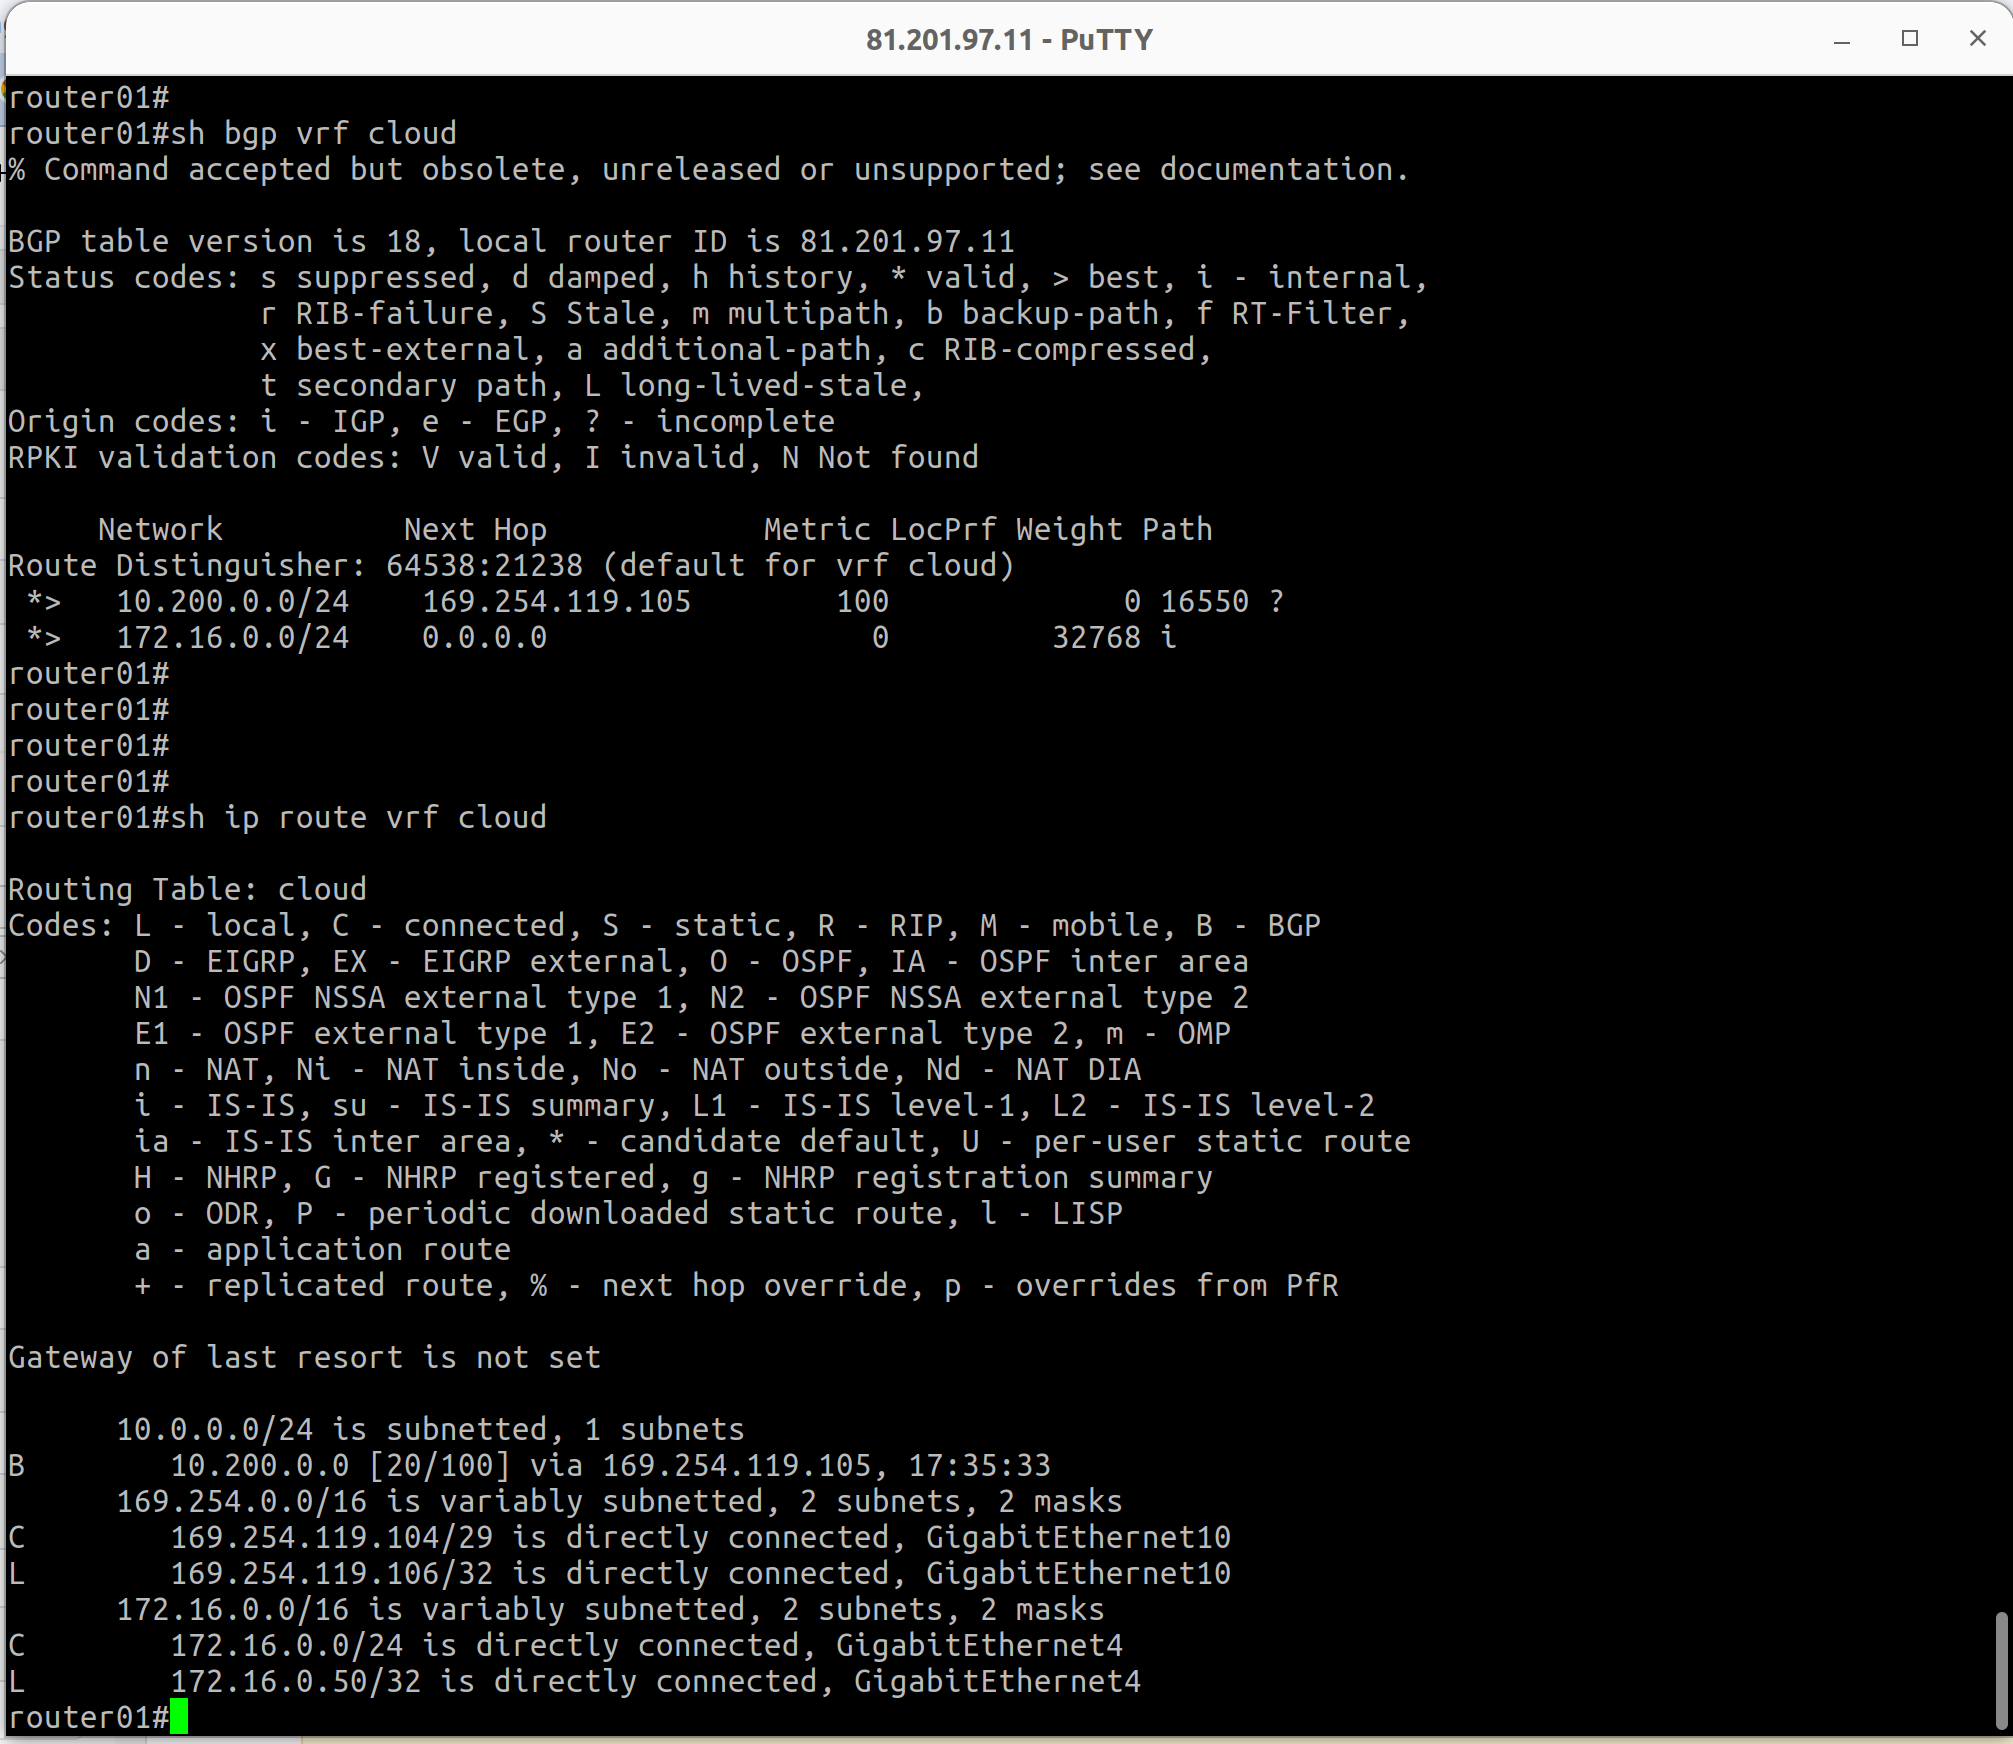 81.201.97.11 - PuTTY
router01#
router01#sh bgp vrf cloud
% Command accepted but obsolete, unreleased or unsupported; see documentation.
BGP table version is 18, local router ID is 81.201.97.11
Status codes: s suppressed, d damped, h history, * valid, > best, i - internal,
              r RIB-failure, S Stale, m multipath, b backup-path, f RT-Filter,
              x best-external, a additional-path, c RIB-compressed,
              t secondary path, L long-lived-stale,
Origin codes: i - IGP, e - EGP, ? - incomplete
RPKI validation codes: V valid, I invalid, N Not found
     Network          Next Hop            Metric LocPrf Weight Path
Route Distinguisher: 64538:21238 (default for vrf cloud)
 *>   10.200.0.0/24    169.254.119.105        100             0 16550 ?
 *>   172.16.0.0/24    0.0.0.0                  0         32768 i
router01#
router01#
router01#
router01#
router01#sh ip route vrf cloud
Routing Table: cloud
Codes: L - local, C - connected, S - static, R - RIP, M - mobile, B - BGP
       D - EIGRP, EX - EIGRP external, O - OSPF, IA - OSPF inter area
       N1 - OSPF NSSA external type 1, N2 - OSPF NSSA external type 2
       E1 - OSPF external type 1, E2 - OSPF external type 2, m - OMP
       n - NAT, Ni - NAT inside, No - NAT outside, Nd - NAT DIA
       i - IS-IS, su - IS-IS summary, L1 - IS-IS level-1, L2 - IS-IS level-2
       ia - IS-IS inter area, * - candidate default, U - per-user static route
       H - NHRP, G - NHRP registered, g - NHRP registration summary
       o - ODR, P - periodic downloaded static route, l - LISP
       a - application route
       + - replicated route, % - next hop override, p - overrides from PfR
Gateway of last resort is not set
      10.0.0.0/24 is subnetted, 1 subnets
B        10.200.0.0 [20/100] via 169.254.119.105, 17:35:33
      169.254.0.0/16 is variably subnetted, 2 subnets, 2 masks
C        169.254.119.104/29 is directly connected, GigabitEthernet10
L        169.254.119.106/32 is directly connected, GigabitEthernet10
      172.16.0.0/16 is variably subnetted, 2 subnets, 2 masks
C        172.16.0.0/24 is directly connected, GigabitEthernet4
L        172.16.0.50/32 is directly connected, GigabitEthernet4
router01#